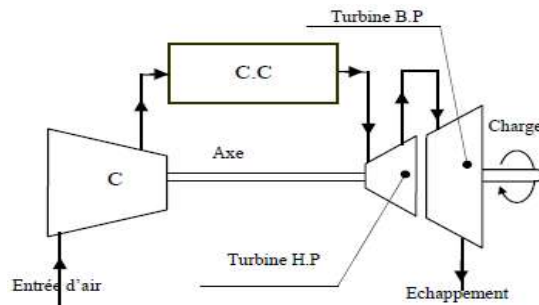 Turbine B.P
C.C
Charge
Axe
C
Turbine H.P
Entrée d'air
Echappement